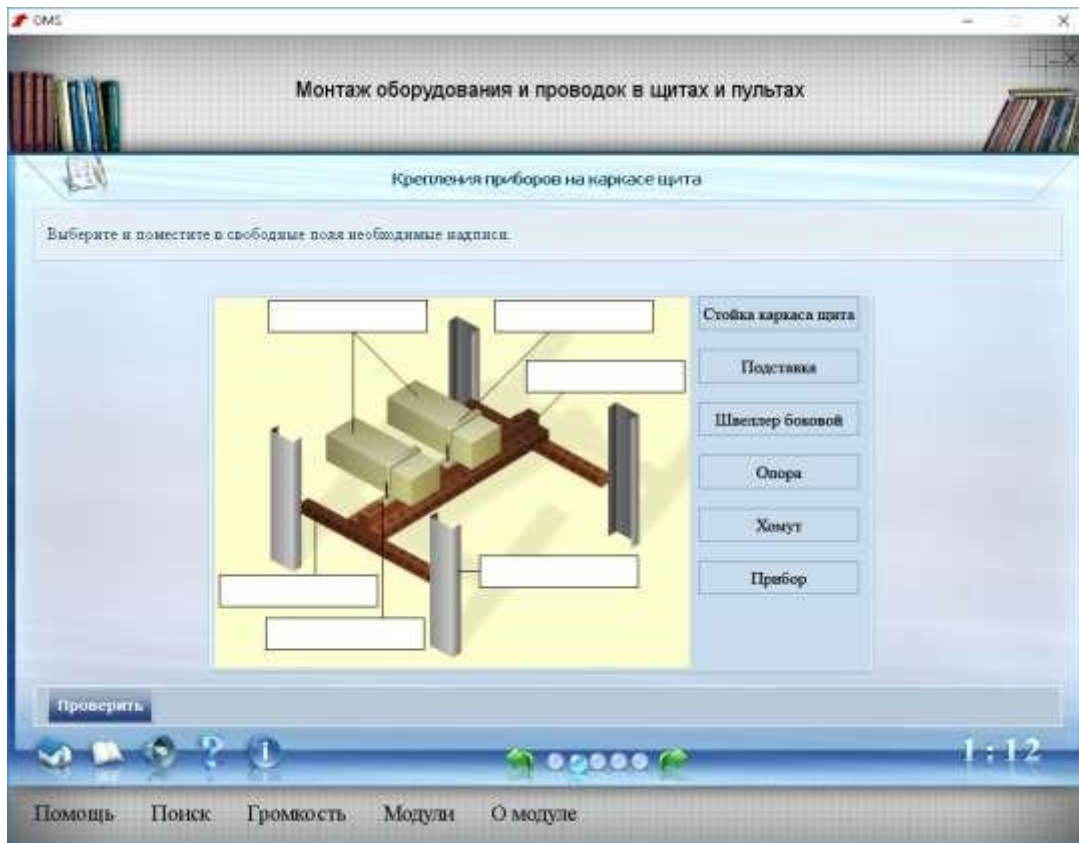 OMS
Монтаж оборудования и проводок в щитах и пультах
Крепления приборов на каркасе щита
Выберите и поместите в свободные поля необходимые надписи.
Стойка каркаса щита
Подставка
Швеллер боковой
Опора
Хомут
Прибор
Проверить
1:12
Помощь Поиск Громкость Модули О модуле